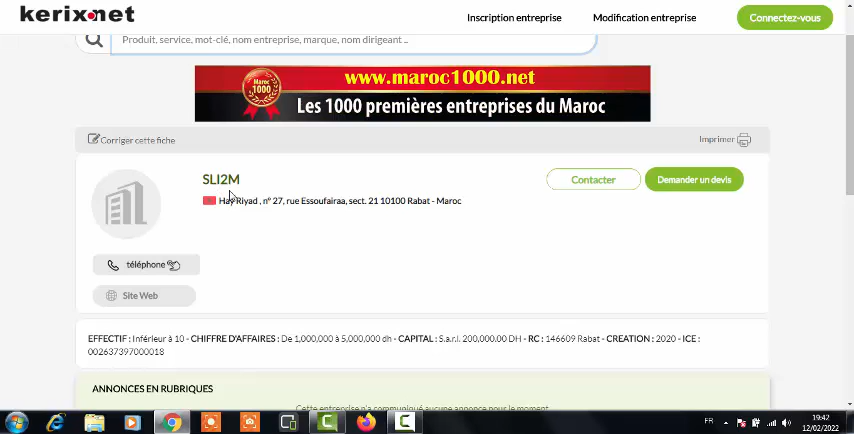 kerix•net
Inscription entreprise
Modification entreprise
Connectez-vous
Produit, service, mot-clé, nom entreprise, marque, nom dirigeant ..
Maroc 1000
www.maroc1000.net
Les 1000 premières entreprises du Maroc
Corriger cette fiche
Imprimer
SLI2M
Contacter
Demander un devis
Hay Riyad , n° 27, rue Essoufairaa, sect. 21 10100 Rabat - Maroc
téléphone
Site Web
EFFECTIF : Inférieur à 10 - CHIFFRE D'AFFAIRES : De 1,000,000 à 5,000,000 dh - CAPITAL : S.a.r.l. 200,000.00 DH - RC : 146609 Rabat - CREATION : 2020 - ICE :
002637397000018
ANNONCES EN RUBRIQUES
Cette entreprise n'a communiqué aucune annonce pour le moment
FR
19:42
12/02/2022